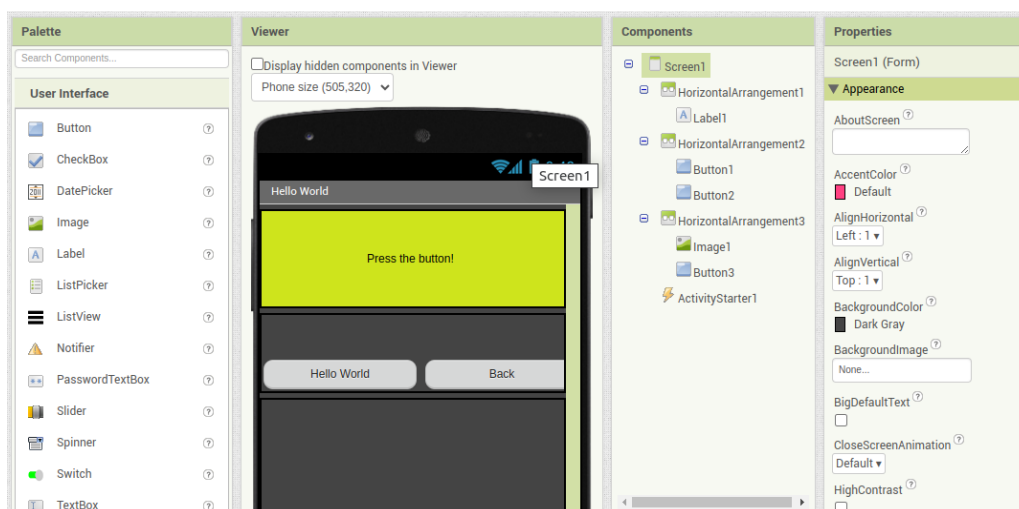 Palette
Search Components...
User Interface
Button
?
CheckBox
?
DatePicker
?
Image
?
Label
?
ListPicker
?
ListView
?
Notifier
?
PasswordTextBox
?
Slider
?
Spinner
?
Switch
?
TextBox
?
Viewer
Display hidden components in Viewer
Phone size (505,320)
Screen1
Hello World
Press the button!
Hello World
Back
Components
Screen1
HorizontalArrangement1
Label1
HorizontalArrangement2
Button1
Button2
HorizontalArrangement3
Image1
Button3
ActivityStarter1
Properties
Screen1 (Form)
Appearance
AboutScreen ?
AccentColor ?
Default
AlignHorizontal ?
Left : 1
AlignVertical ?
Top : 1
BackgroundColor ?
Dark Gray
BackgroundImage ?
None...
BigDefaultText ?
CloseScreenAnimation ?
Default
HighContrast ?